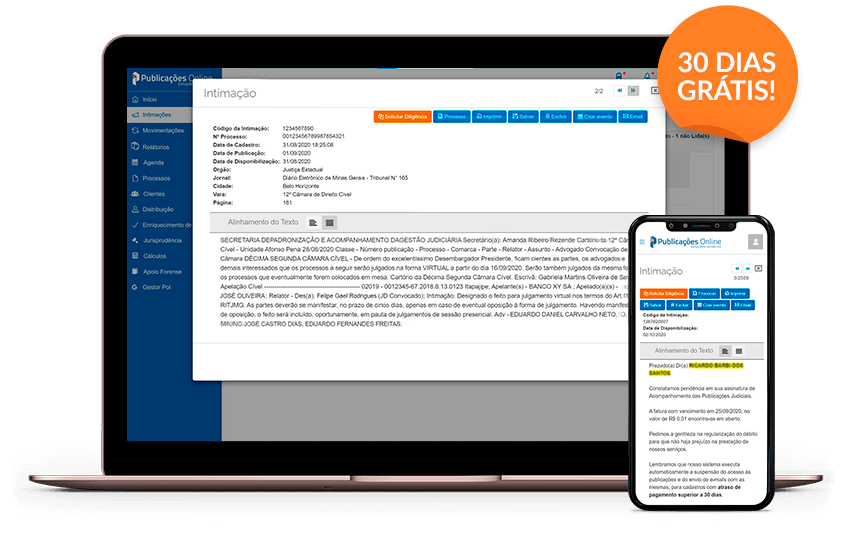 30 DIAS
GRÁTIS!
Publicações Online
Início
Intimações
Movimentações
Relatórios
Agenda
Processos
Clientes
Distribuição
Enriquecimento de
Jurisprudência
Cálculos
Apoio Forense
Gestor Pol
Intimação
2/2
Solicitar Diligência Processo Imprimir Salvar Excluir Criar evento Email
- 1 não Lida(s)
Código da Intimação: 1234567890
Nº Processo: 00123456789987654321
Data de Cadastro: 31/08/2020 18:25:08
Data de Publicação: 01/09/2020
Data de Disponibilização: 31/08/2020
Orgão: Justiça Estadual
Jornal: Diário Eletrônico de Minas Gerais - Tribunal N° 165
Cidade: Belo Horizonte
Vara: 12ª Câmara de Direito Cível
Página: 161
Alinhamento do Texto
SECRETARIA DEPADRONIZAÇÃO E ACOMPANHAMENTO DAGESTÃO JUDICIÁRIA Secretário(a): Amanda Ribeiro Rezende Cartório da 12ª
Cível - Unidade Afonso Pena 28/08/2020 Classe - Número publicação - Processo - Comarca - Parte - Relator - Assunto - Advogado Convocação de
Câmara DÉCIMA SEGUNDA CÂMARA CÍVEL - De ordem do excelentíssimo Desembargador Presidente, ficam cientes as partes, os advogados e
demais interessados que os processos a seguir serão julgados na forma VIRTUAL a partir do dia 16/09/2020. Serão também julgados da mesma
os processos que eventualmente forem colocados em mesa. Cartório da Décima Segunda Câmara Cível. Escrivã: Gabriela Martins Oliveira de
Apelação Cível -------------------- 02019 - 0012345-67.2018.8.13.0123 Itapajpe; Apelante(s) - BANCO XY SA ; Apelado(a)(s) -
JOSÉ OLIVEIRA; Relator - Des(a). Felipe Gael Rodrigues (JD Convocado); Intimação: Designado o feito para julgamento virtual nos termos do Art.
RITJMG. As partes deverão se manifestar, no prazo de cinco dias, apenas em caso de eventual oposição à forma de julgamento. Havendo
de oposição, o feito será incluído, oportunamente, em pauta de julgamentos de sessão presencial. Adv - EDUARDO DANIEL CARVALHO NETO,
JOSÉ CASTRO DIAS, EDUARDO FERNANDES FREITAS.
Publicações Online
Intimação
3/2559
Solicitar Diligência Processo Imprimir
Salvar Excluir Criar evento Email
Código da Intimação:
1267620807
Data de Disponibilização:
02/10/2020
Alinhamento do Texto
Prezado(a) Dr(a) RICARDO BARBI DOS
SANTOS
Constatamos pendência em sua assinatura de
Acompanhamento das Publicações Judiciais.
A fatura com vencimento em 25/09/2020, no
valor de R$ 0,01 encontra-se em aberto.
Pedimos a gentileza na regularização do débito
para que não haja prejuízo na prestação de
nossos serviços.
Lembramos que nosso sistema executa
automaticamente a suspensão do acesso às
publicações e do envio de e-mails com as
mesmas, para cadastros com atraso de
pagamento superior a 30 dias.